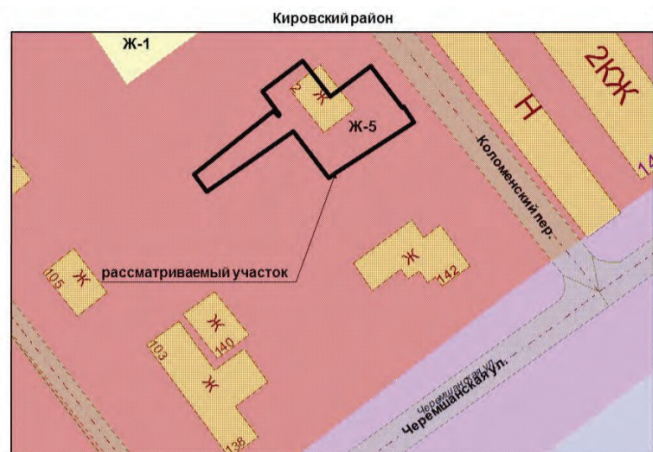 Кировский район
Ж-1
2КЖ
2
Ж
Н
Ж-5
14
Коломенский пер.
рассматриваемый участок
105
Ж
Ж
142
103
Ж
140
Ж
138
Черемшанская ул.
Черемшанская ул.